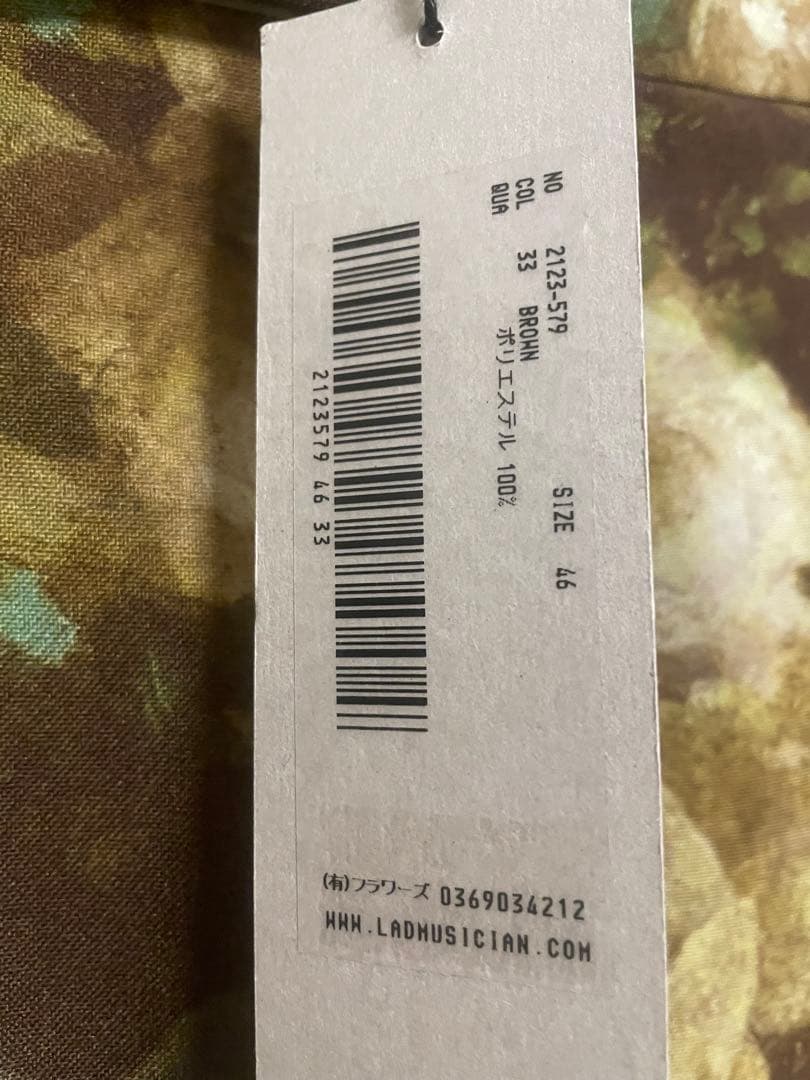 NO 2123-579 SIZE 46
COL 33 BROWN
QUA ポリエステル 100%
2123579 46 33
(有)フラワーズ 0369034212
WWW.LADMUSICIAN.COM